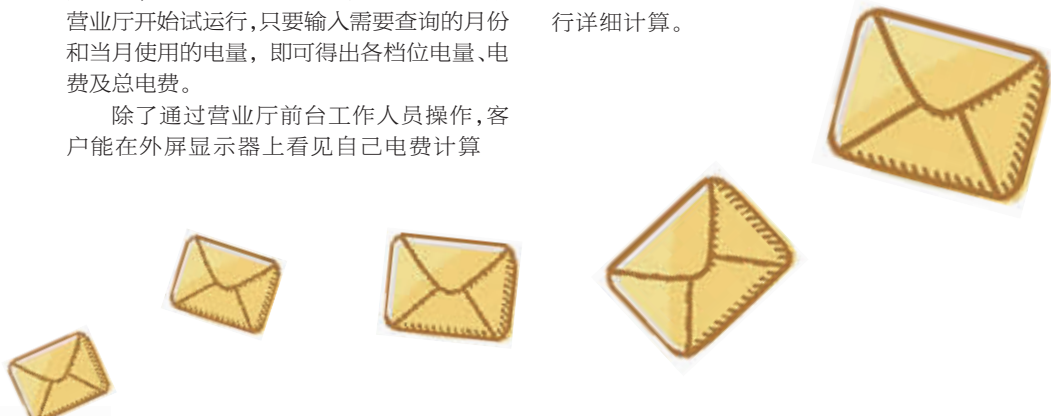 营业厅开始试运行,只要输入需要查询的月份
和当月使用的电量，即可得出各档位电量、电
费及总电费。
除了通过营业厅前台工作人员操作,客
户能在外屏显示器上看见自己电费计算
行详细计算。